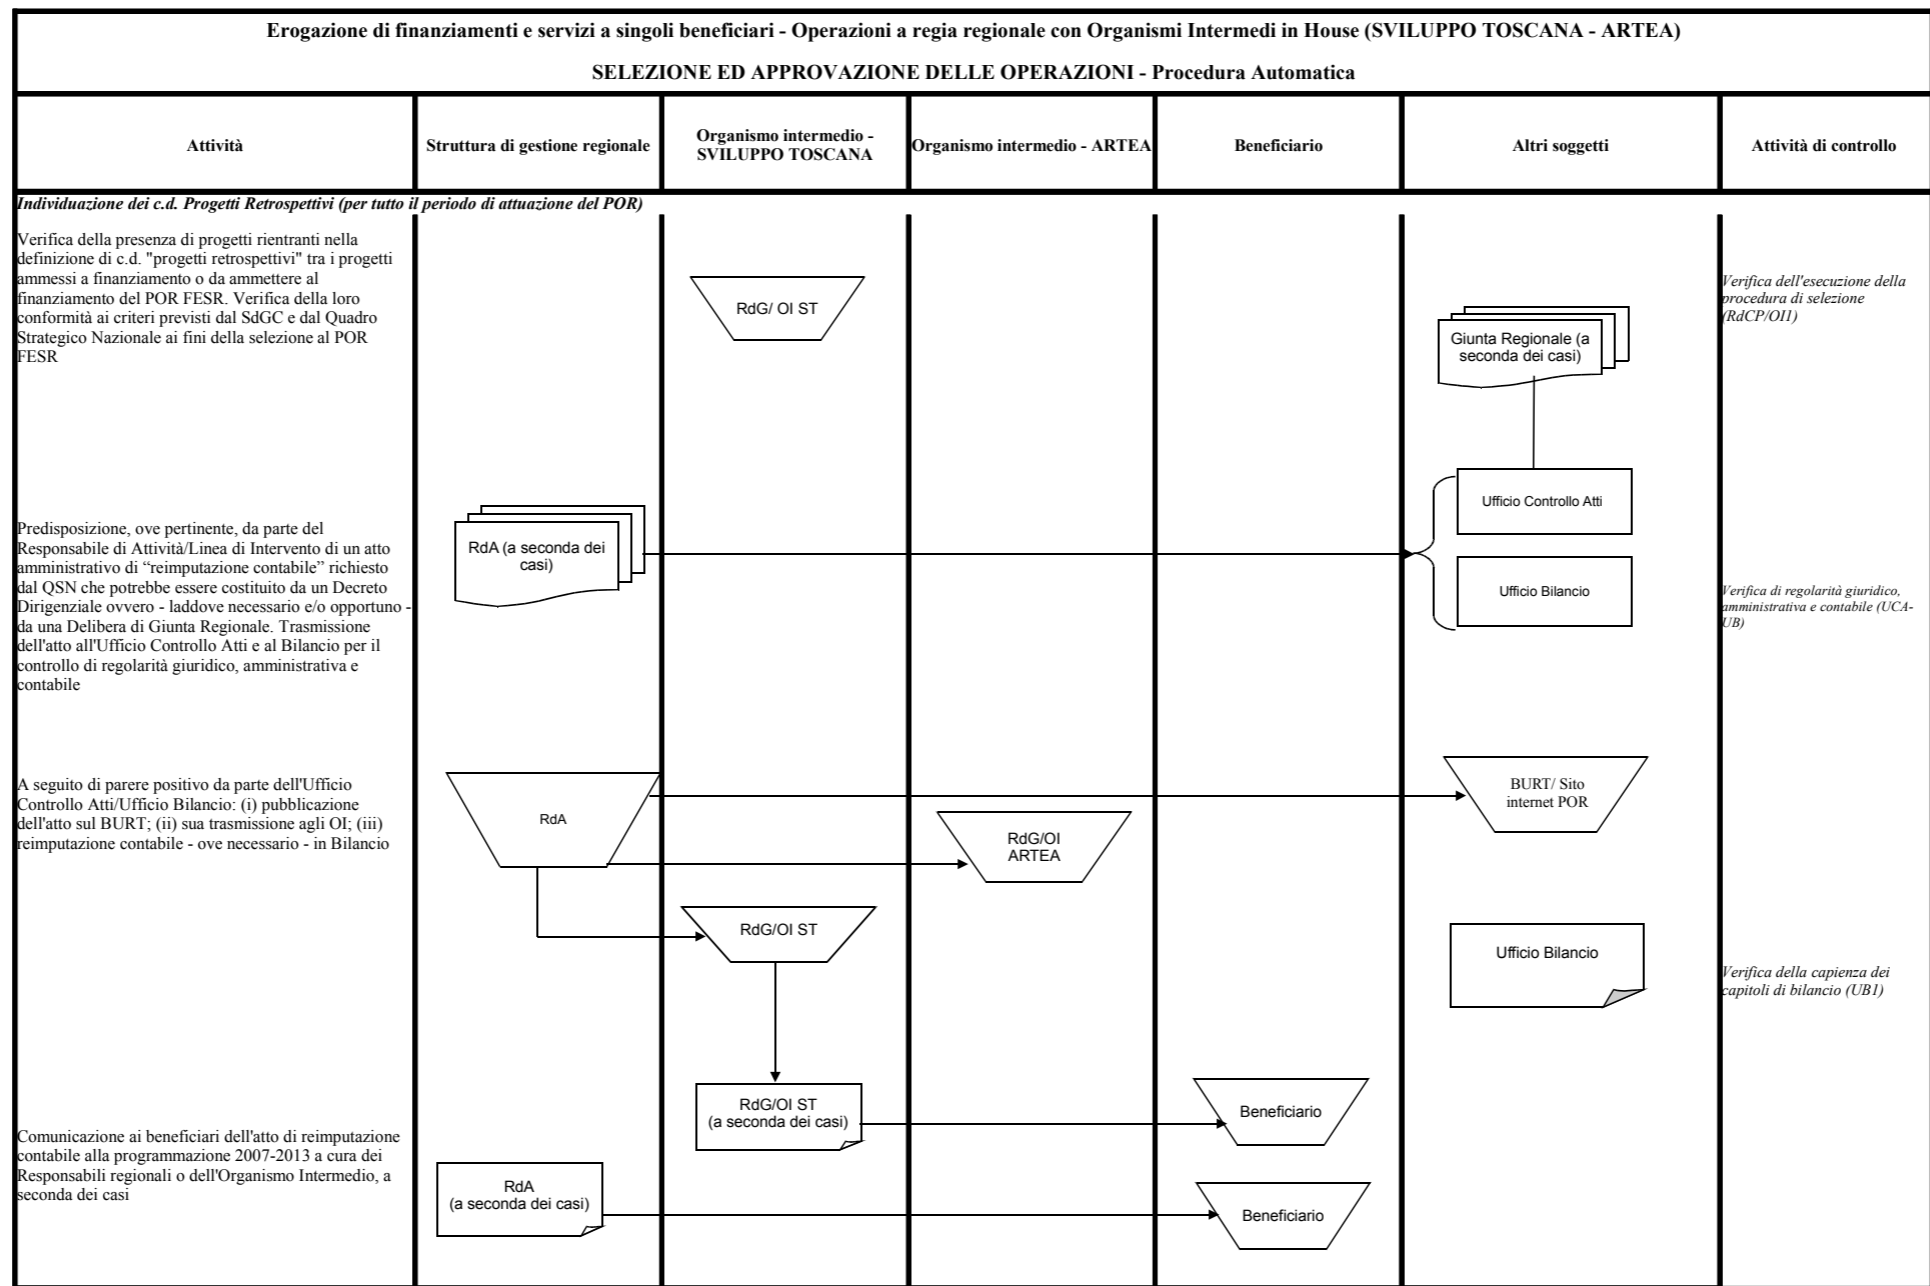 Erogazione di finanziamenti e servizi a singoli beneficiari - Operazioni a regia regionale con Organismi Intermedi in House (SVILUPPO TOSCANA - ARTEA)
SELEZIONE ED APPROVAZIONE DELLE OPERAZIONI - Procedura Automatica
Attività
Struttura di gestione regionale
Organismo intermedio -
SVILUPPO TOSCANA
Organismo intermedio - ARTEA
Beneficiario
Altri soggetti
Attività di controllo
Individuazione dei c.d. Progetti Retrospettivi (per tutto il periodo di attuazione del POR)
Verifica della presenza di progetti rientranti nella
definizione di c.d. "progetti retrospettivi" tra i progetti
ammessi a finanziamento o da ammettere al
finanziamento del POR FESR. Verifica della loro
conformità ai criteri previsti dal SdGC e dal Quadro
Strategico Nazionale ai fini della selezione al POR
FESR
RdG/ OI ST
Giunta Regionale (a
seconda dei casi)
Verifica dell'esecuzione della
procedura di selezione
(RdCP/OI1)
Predisposizione, ove pertinente, da parte del
Responsabile di Attività/Linea di Intervento di un atto
amministrativo di “reimputazione contabile” richiesto
dal QSN che potrebbe essere costituito da un Decreto
Dirigenziale ovvero - laddove necessario e/o opportuno -
da una Delibera di Giunta Regionale. Trasmissione
dell'atto all'Ufficio Controllo Atti e al Bilancio per il
controllo di regolarità giuridico, amministrativa e
contabile
RdA (a seconda dei
casi)
Ufficio Controllo Atti
Ufficio Bilancio
Verifica di regolarità giuridico,
amministrativa e contabile (UCA-
UB)
A seguito di parere positivo da parte dell'Ufficio
Controllo Atti/Ufficio Bilancio: (i) pubblicazione
dell'atto sul BURT; (ii) sua trasmissione agli OI; (iii)
reimputazione contabile - ove necessario - in Bilancio
RdA
BURT/ Sito
internet POR
RdG/OI
ARTEA
RdG/OI ST
Ufficio Bilancio
Verifica della capienza dei
capitoli di bilancio (UB1)
RdG/OI ST
(a seconda dei casi)
Beneficiario
Comunicazione ai beneficiari dell'atto di reimputazione
contabile alla programmazione 2007-2013 a cura dei
Responsabili regionali o dell'Organismo Intermedio, a
seconda dei casi
RdA
(a seconda dei casi)
Beneficiario